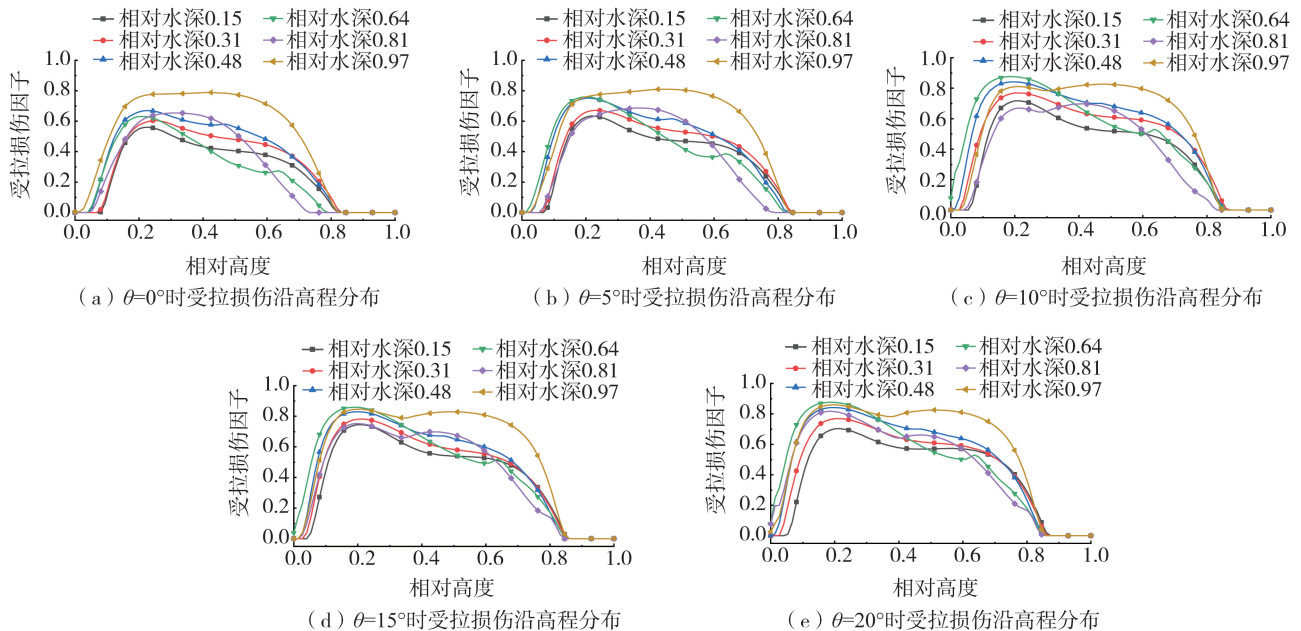 相对水深0.15 相对水深0.64
相对水深0.31 相对水深0.81
相对水深0.48 相对水深0.97
受拉损伤因子
1.0
0.8
0.6
0.4
0.2
0.0
0.0 0.2 0.4 0.6 0.8 1.0
相对高度
（a）θ=0°时受拉损伤沿高程分布
相对水深0.15 相对水深0.64
相对水深0.31 相对水深0.81
相对水深0.48 相对水深0.97
受拉损伤因子
1.0
0.8
0.6
0.4
0.2
0.0
0.0 0.2 0.4 0.6 0.8 1.0
相对高度
（b）θ=5°时受拉损伤沿高程分布
相对水深0.15 相对水深0.64
相对水深0.31 相对水深0.81
相对水深0.48 相对水深0.97
受拉损伤因子
1.0
0.8
0.6
0.4
0.2
0.0
0.0 0.2 0.4 0.6 0.8 1.0
相对高度
（c）θ=10°时受拉损伤沿高程分布
相对水深0.15 相对水深0.64
相对水深0.31 相对水深0.81
相对水深0.48 相对水深0.97
受拉损伤因子
1.0
0.8
0.6
0.4
0.2
0.0
0.0 0.2 0.4 0.6 0.8 1.0
相对高度
（d）θ=15°时受拉损伤沿高程分布
相对水深0.15 相对水深0.64
相对水深0.31 相对水深0.81
相对水深0.48 相对水深0.97
受拉损伤因子
1.0
0.8
0.6
0.4
0.2
0.0
0.0 0.2 0.4 0.6 0.8 1.0
相对高度
（e）θ=20°时受拉损伤沿高程分布